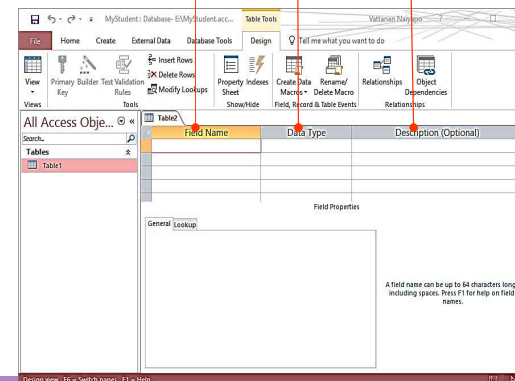 MyStudent : Database- E:\MyStudent.acc...
Table Tools
Vattanan Naiyapo
?
File
Home
Create
External Data
Database Tools
Design
Tell me what you want to do
View
Primary Key
Builder
Test Validation Rules
Insert Rows
Delete Rows
Modify Lookups
Property Sheet
Indexes
Create Data Macros
Rename/ Delete Macro
Relationships
Object Dependencies
Views
Tools
Show/Hide
Field, Record & Table Events
Relationships
All Access Obje...
Search...
Tables
Table1
Table2
Field Name
Data Type
Description (Optional)
Field Properties
General
Lookup
A field name can be up to 64 characters long,
including spaces. Press F1 for help on field
names.
Design view. F6 = Switch panes. F1 = Help.